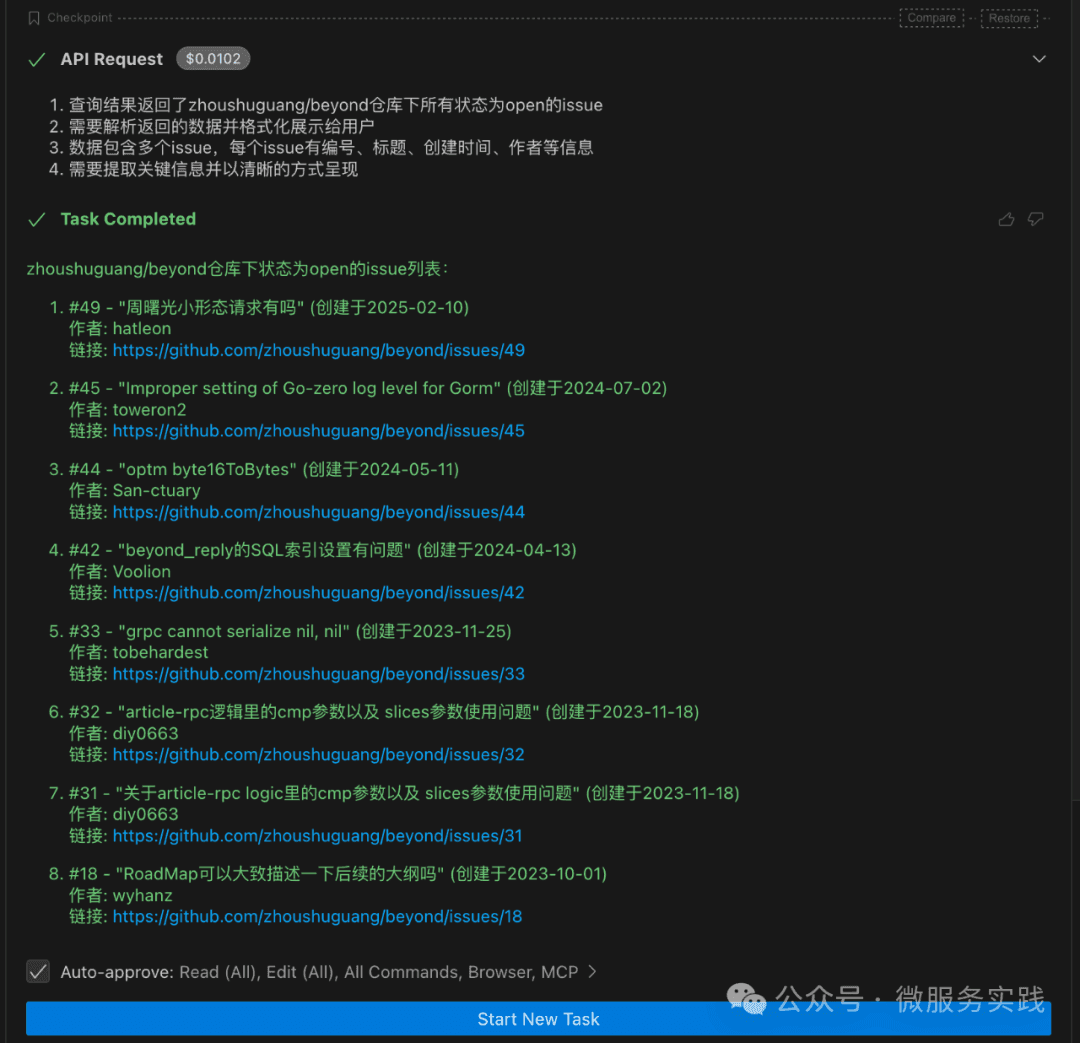 Checkpoint Compare Restore
API Request $0.0102
1. 查询结果返回了zhoushuguang/beyond仓库下所有状态为open的issue
2. 需要解析返回的数据并格式化展示给用户
3. 数据包含多个issue，每个issue有编号、标题、创建时间、作者等信息
4. 需要提取关键信息并以清晰的方式呈现
Task Completed
zhoushuguang/beyond仓库下状态为open的issue列表：
1. #49 - "周曙光小形态请求有吗" (创建于2025-02-10)
作者: hatleon
链接: https://github.com/zhoushuguang/beyond/issues/49
2. #45 - "Improper setting of Go-zero log level for Gorm" (创建于2024-07-02)
作者: toweron2
链接: https://github.com/zhoushuguang/beyond/issues/45
3. #44 - "optm byte16ToBytes" (创建于2024-05-11)
作者: San-ctuary
链接: https://github.com/zhoushuguang/beyond/issues/44
4. #42 - "beyond_reply的SQL索引设置有问题" (创建于2024-04-13)
作者: Voolion
链接: https://github.com/zhoushuguang/beyond/issues/42
5. #33 - "grpc cannot serialize nil, nil" (创建于2023-11-25)
作者: tobehardest
链接: https://github.com/zhoushuguang/beyond/issues/33
6. #32 - "article-rpc逻辑里的cmp参数以及 slices参数使用问题" (创建于2023-11-18)
作者: diy0663
链接: https://github.com/zhoushuguang/beyond/issues/32
7. #31 - "关于article-rpc logic里的cmp参数以及 slices参数使用问题" (创建于2023-11-18)
作者: diy0663
链接: https://github.com/zhoushuguang/beyond/issues/31
8. #18 - "RoadMap可以大致描述一下后续的大纲吗" (创建于2023-10-01)
作者: wyhanz
链接: https://github.com/zhoushuguang/beyond/issues/18
Auto-approve: Read (All), Edit (All), All Commands, Browser, MCP
公众号 · 微服务实践
Start New Task